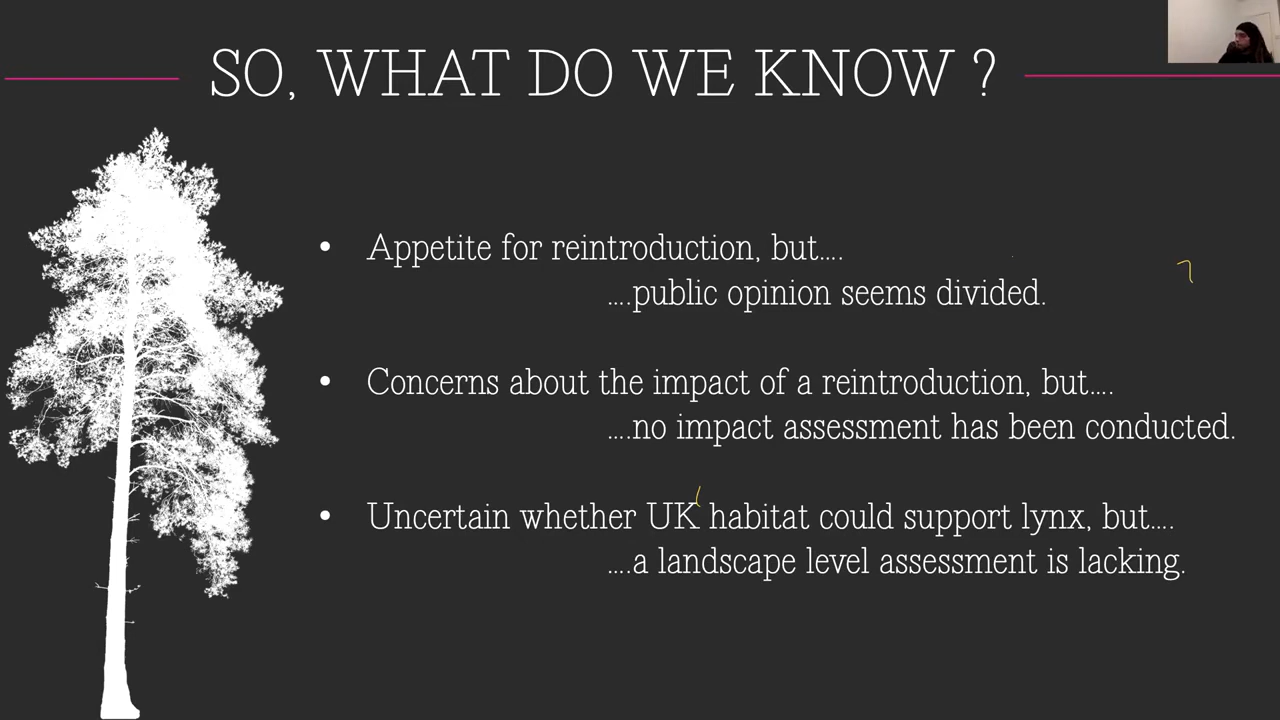 SO, WHAT DO WE KNOW ?
• Appetite for reintroduction, but....
....public opinion seems divided.
• Concerns about the impact of a reintroduction, but....
....no impact assessment has been conducted.
• Uncertain whether UK habitat could support lynx, but....
....a landscape level assessment is lacking.